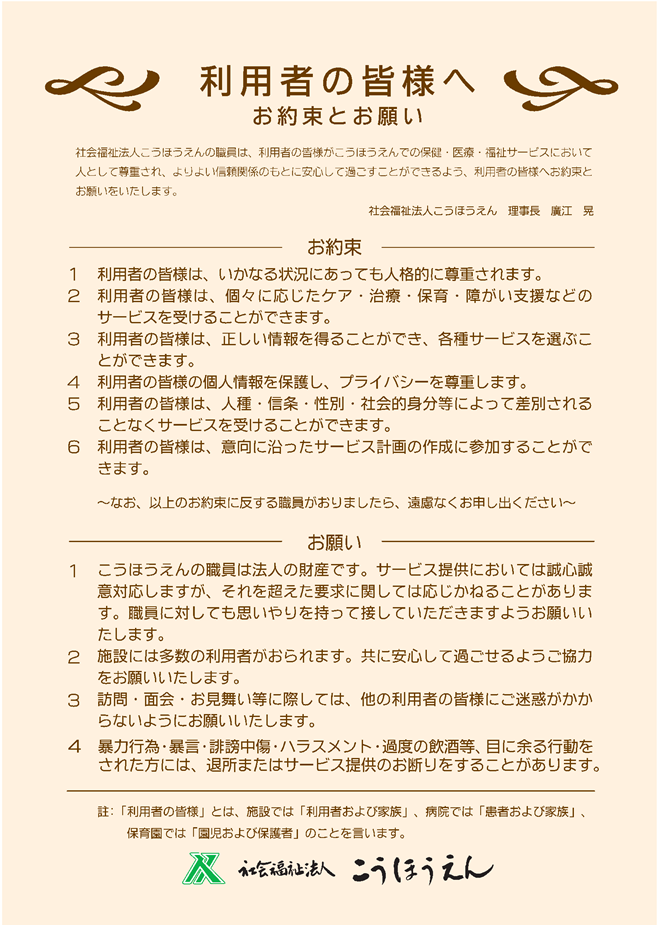 利用者の皆様へ
お約束とお願い
社会福祉法人こうほうえんの職員は、利用者の皆様がこうほうえんでの保健・医療・福祉サービスにおいて
人として尊重され、よりよい信頼関係のもとに安心して過ごすことができるよう、利用者の皆様へお約束と
お願いをいたします。
社会福祉法人こうほうえん 理事長 廣江 晃
お約束
1 利用者の皆様は、いかなる状況にあっても人格的に尊重されます。
2 利用者の皆様は、個々に応じたケア・治療・保育・障がい支援などの
サービスを受けることができます。
3 利用者の皆様は、正しい情報を得ることができ、各種サービスを選ぶこ
とができます。
4 利用者の皆様の個人情報を保護し、プライバシーを尊重します。
5 利用者の皆様は、人種・信条・性別・社会的身分等によって差別される
ことなくサービスを受けることができます。
6 利用者の皆様は、意向に沿ったサービス計画の作成に参加することがで
きます。
～なお、以上のお約束に反する職員がおりましたら、遠慮なくお申し出ください～
お願い
1 こうほうえんの職員は法人の財産です。サービス提供においては誠心誠
意対応しますが、それを超えた要求に関しては応じかねることがありま
す。職員に対しても思いやりを持って接していただきますようお願いい
たします。
2 施設には多数の利用者がおられます。共に安心して過ごせるようご協力
をお願いいたします。
3 訪問・面会・お見舞い等に際しては、他の利用者の皆様にご迷惑がかか
らないようにお願いいたします。
4 暴力行為・暴言・誹謗中傷・ハラスメント・過度の飲酒等、目に余る行動を
された方には、退所またはサービス提供のお断りをすることがあります。
註：「利用者の皆様」とは、施設では「利用者および家族」、病院では「患者および家族」、
保育園では「園児および保護者」のことを言います。
社会福祉法人 こうほうえん